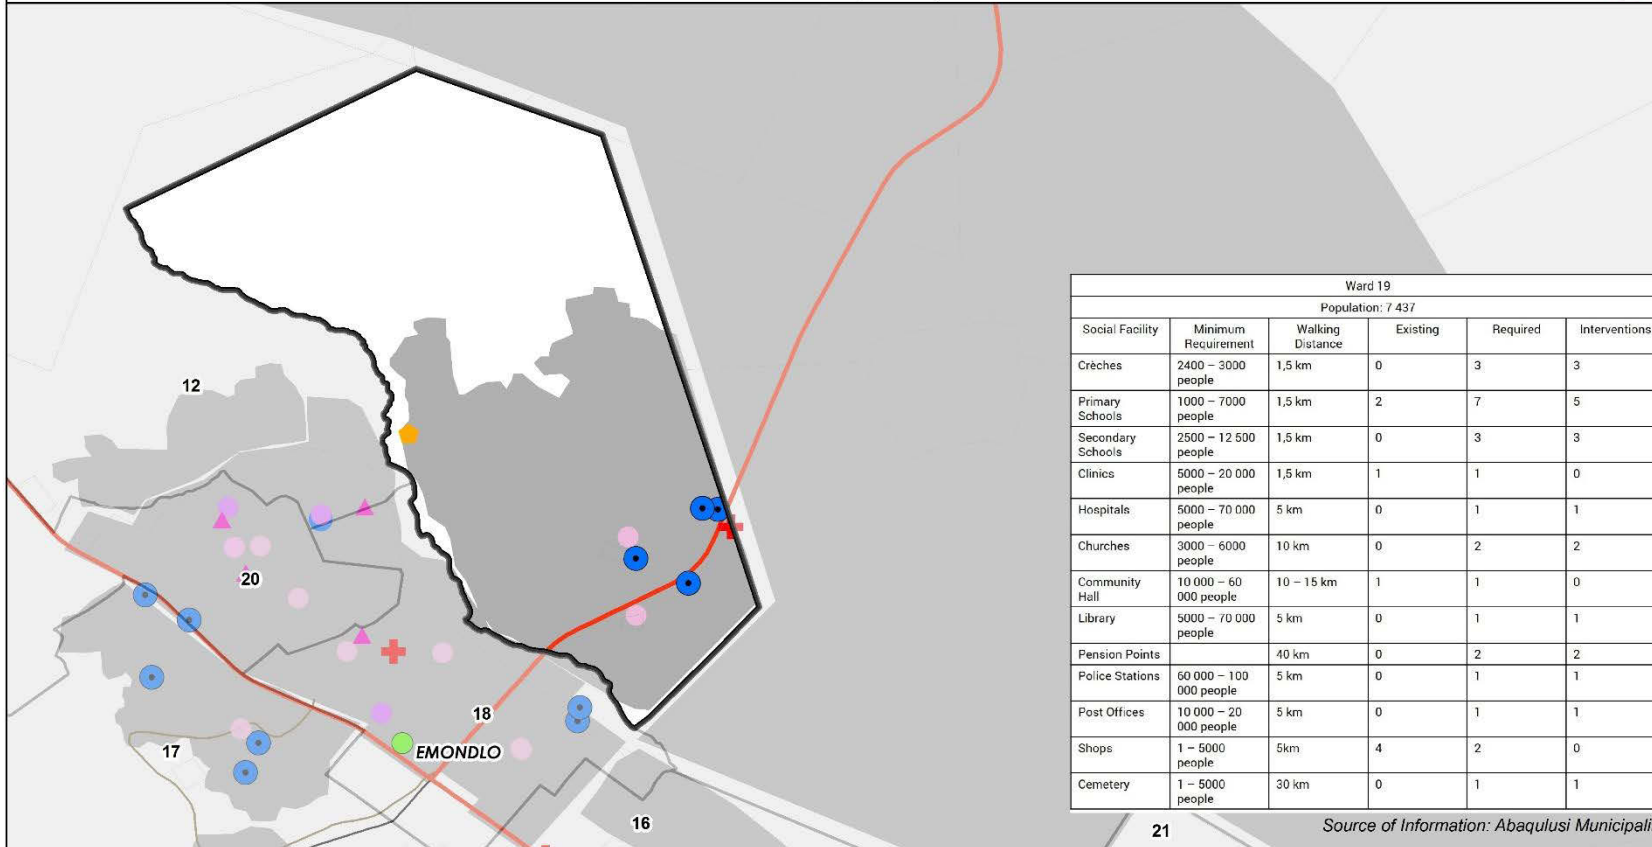 12
20
18
EMONDLO
17
16
21
Ward 19
Population: 7 437
Social Facility Minimum Requirement Walking Distance Existing Required Interventions
Crèches 2400 – 3000 people 1,5 km 0 3 3
Primary Schools 1000 – 7000 people 1,5 km 2 7 5
Secondary Schools 2500 – 12 500 people 1,5 km 0 3 3
Clinics 5000 – 20 000 people 1,5 km 1 1 0
Hospitals 5000 – 70 000 people 5 km 0 1 1
Churches 3000 – 6000 people 10 km 0 2 2
Community Hall 10 000 – 60 000 people 10 – 15 km 1 1 0
Library 5000 – 70 000 people 5 km 0 1 1
Pension Points 40 km 0 2 2
Police Stations 60 000 – 100 000 people 5 km 0 1 1
Post Offices 10 000 – 20 000 people 5 km 0 1 1
Shops 1 – 5000 people 5km 4 2 0
Cemetery 1 – 5000 people 30 km 0 1 1
Source of Information: Abaqulusi Municipali